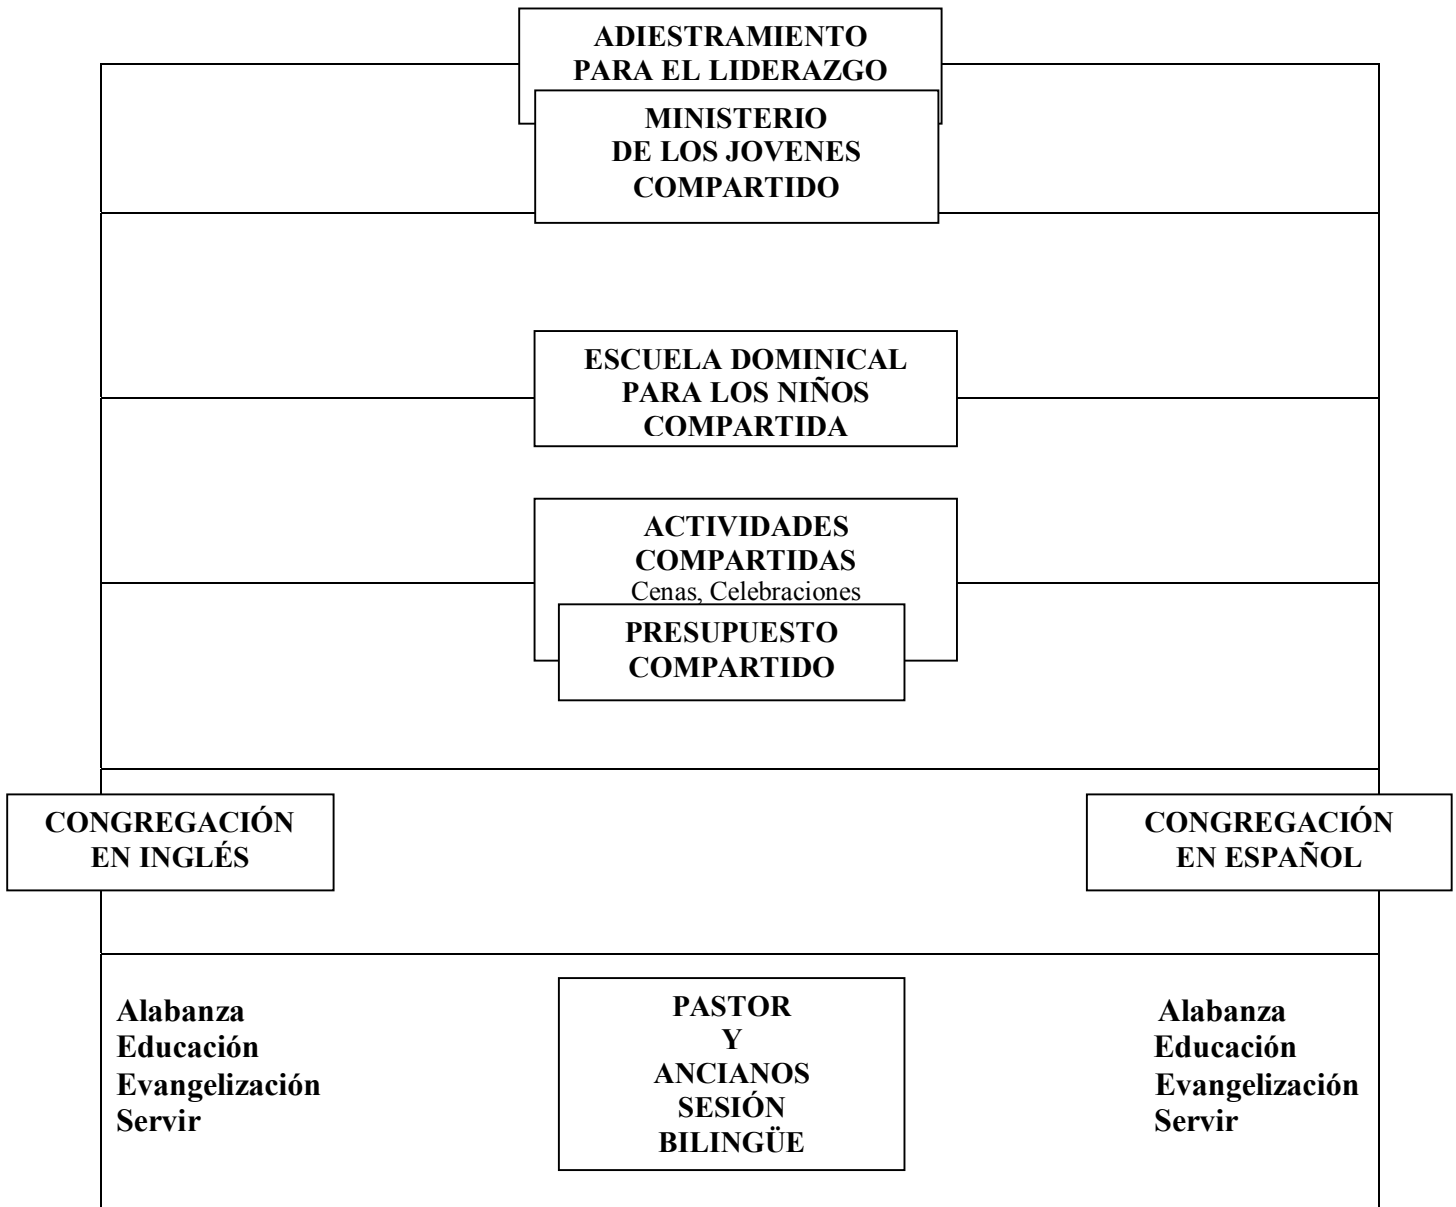 ADIESTRAMIENTO
PARA EL LIDERAZGO
MINISTERIO
DE LOS JOVENES
COMPARTIDO
ESCUELA DOMINICAL
PARA LOS NIÑOS
COMPARTIDA
ACTIVIDADES
COMPARTIDAS
Cenas, Celebraciones
PRESUPUESTO
COMPARTIDO
CONGREGACIÓN
EN INGLÉS
CONGREGACIÓN
EN ESPAÑOL
Alabanza
Educación
Evangelización
Servir
PASTOR
Y
ANCIANOS
SESIÓN
BILINGÜE
Alabanza
Educación
Evangelización
Servir